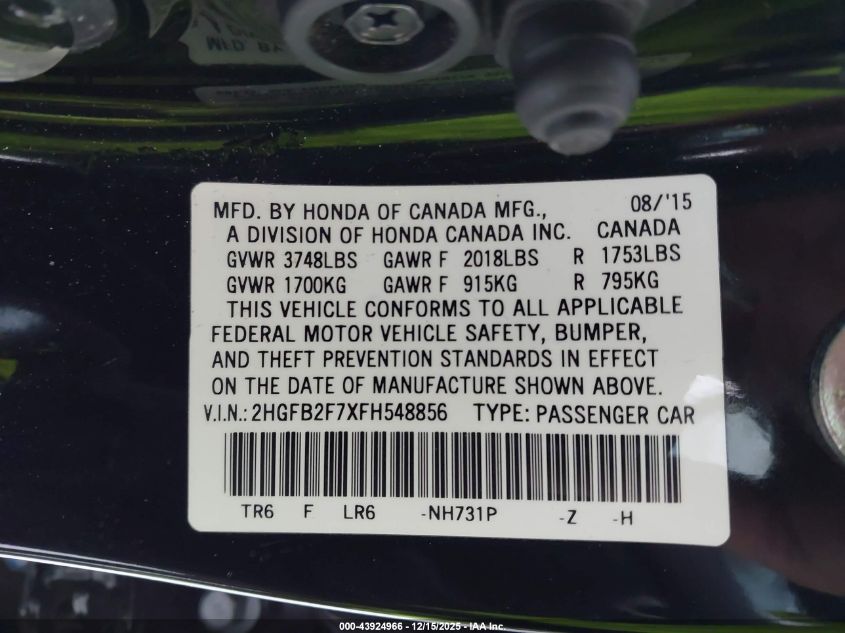 MFD. BY
MFD. BY HONDA OF CANADA MFG., 08/'15
A DIVISION OF HONDA CANADA INC. CANADA
GVWR 3748LBS GAWR F 2018LBS R 1753LBS
GVWR 1700KG GAWR F 915KG R 795KG
THIS VEHICLE CONFORMS TO ALL APPLICABLE
FEDERAL MOTOR VEHICLE SAFETY, BUMPER,
AND THEFT PREVENTION STANDARDS IN EFFECT
ON THE DATE OF MANUFACTURE SHOWN ABOVE.
V.I.N.: 2HGFB2F7XFH548856 TYPE: PASSENGER CAR
TR6 F LR6 -NH731P -Z -H
000-43924966 - 12/15/2025 - IAA Inc.